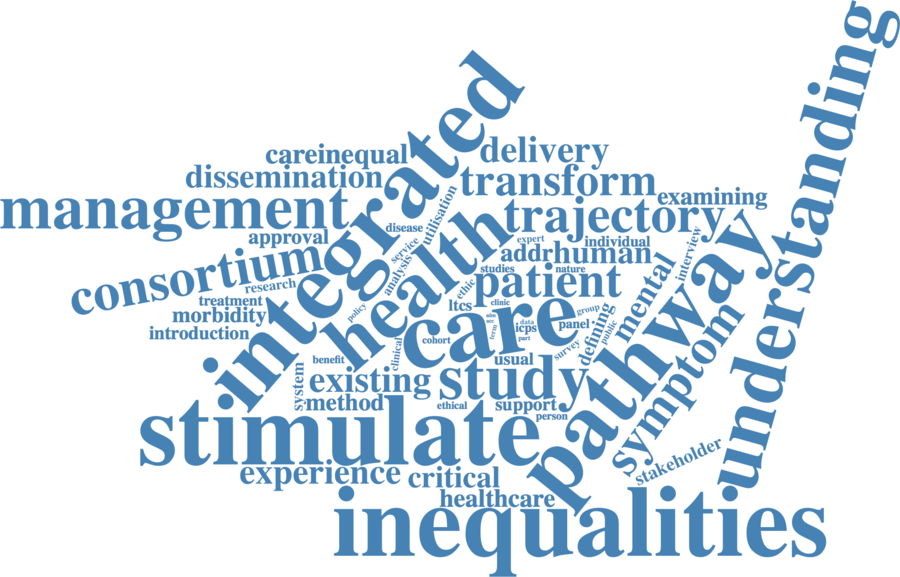 understanding
integrated
careinequal
delivery
dissemination
transform
management
examining
utilisation
trajectory
health
disease
approval
service
expert
individual
interview
consortium
addrhuman
pathway
analysis
studies
nature
mental
research
ethic
patient
treatment
ltcs
clinic
policy
morbidity
care
aim
data
icps
panel
group
introduction
term
part
cohort
defining
public
symptom
survey
benefit
clinical
usual
system
existing
study
method
ethical
support
person
stimulate
stakeholder
experience
critical
healthcare
inequalities